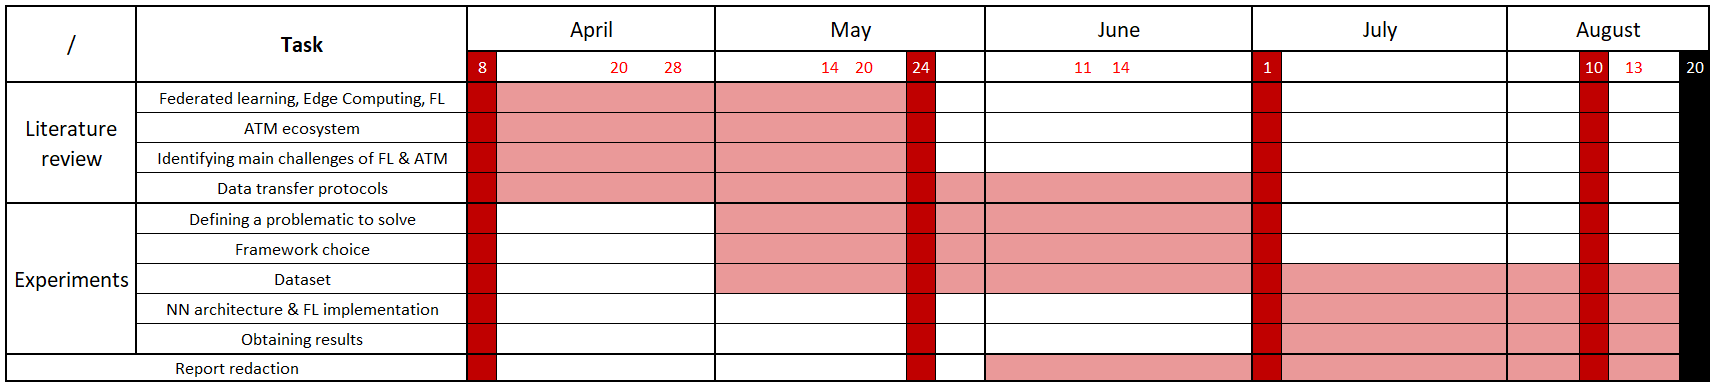 / Task April May June July August
8 20 28 14 20 24 11 14 1 10 13 20
Literature review
Federated learning, Edge Computing, FL
ATM ecosystem
Identifying main challenges of FL & ATM
Data transfer protocols
Experiments
Defining a problematic to solve
Framework choice
Dataset
NN architecture & FL implementation
Obtaining results
Report redaction